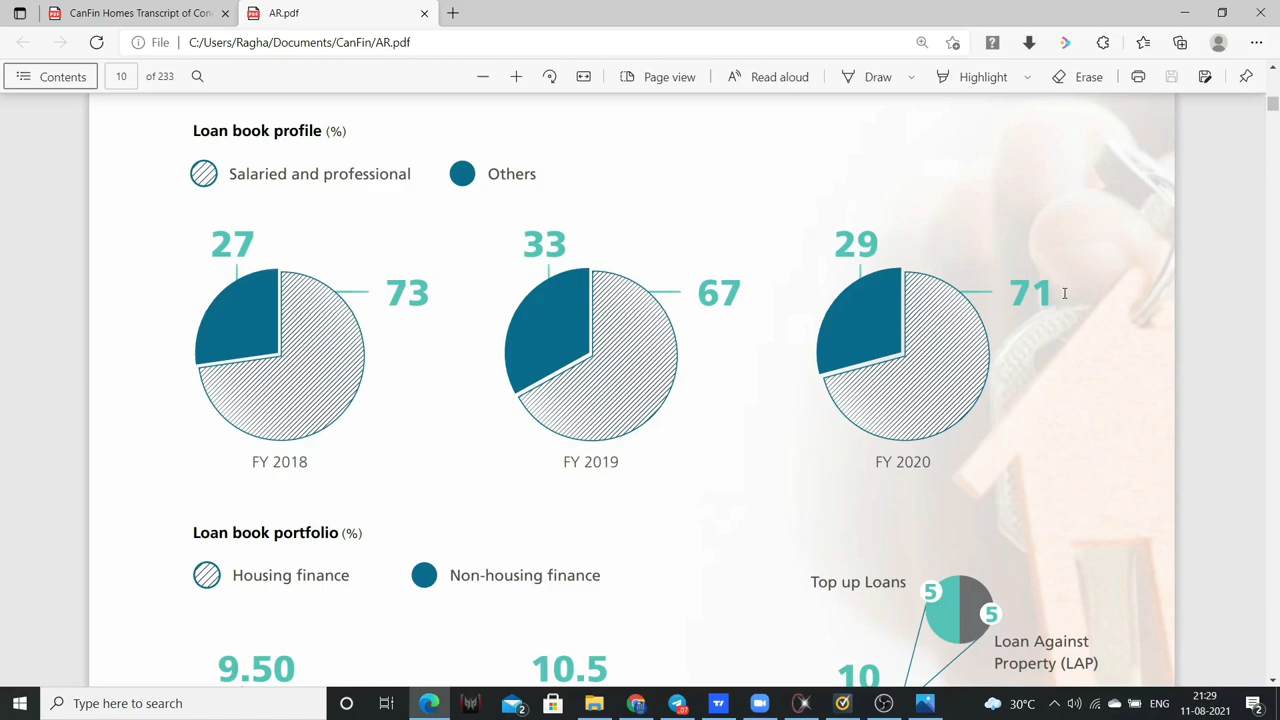 CanFin Homes Transcript of Con
AR.pdf
File
C:/Users/Ragha/Documents/CanFin/AR.pdf
Contents
10
of 233
Page view
Read aloud
Draw
Highlight
Erase
Loan book profile (%)
Salaried and professional
Others
27
73
33
67
29
71
FY 2018
FY 2019
FY 2020
Loan book portfolio (%)
Housing finance
Non-housing finance
Top up Loans
5
5
Loan Against
Property (LAP)
9.50
10.5
10
Type here to search
30°C
21:29
11-08-2021